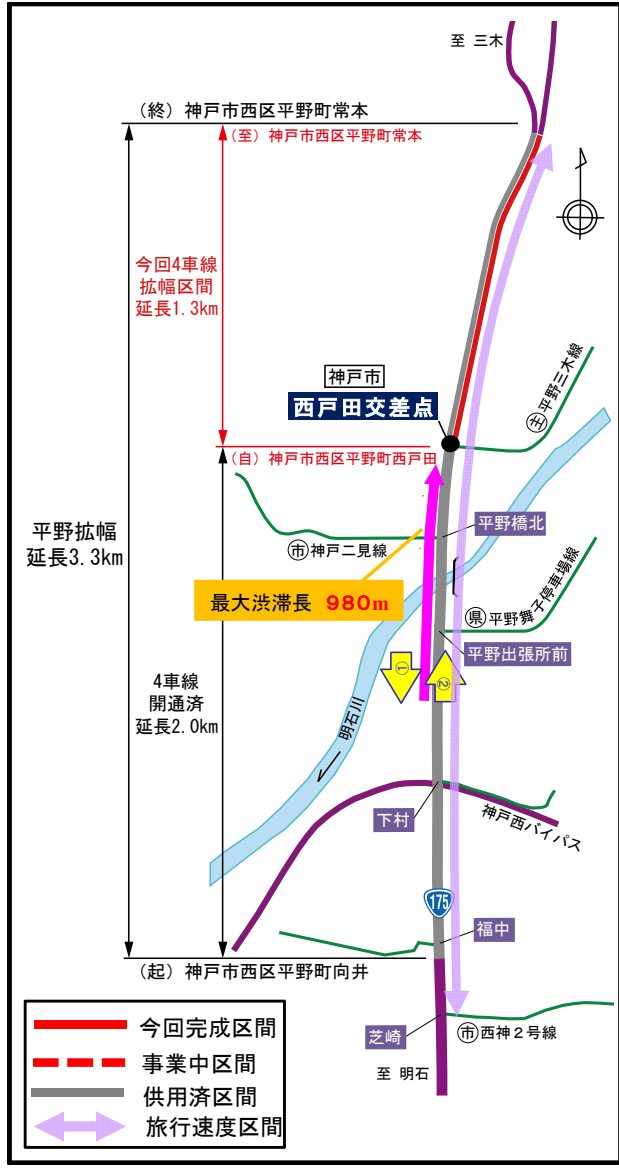 至 三木
(終) 神戸市西区平野町常本
(至) 神戸市西区平野町常本
今回4車線
拡幅区間
延長1.3km
神戸市
西戸田交差点
㊟平野三木線
(自) 神戸市西区平野町西戸田
平野拡幅
延長3.3km
平野橋北
市神戸二見線
最大渋滞長 980m
県平野舞子停車場線
平野出張所前
①
②
4車線
開通済
延長2.0km
明石川
下村
神戸西バイパス
175
福中
(起) 神戸市西区平野町向井
芝崎
市西神2号線
至 明石
今回完成区間
事業中区間
供用済区間
旅行速度区間